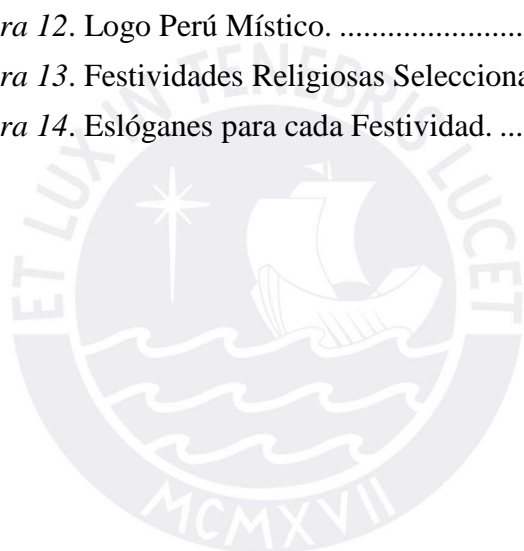 ra 12. Logo Perú Místico. .......................
ra 13. Festividades Religiosas Selecciona
ra 14. Eslóganes para cada Festividad. ...
ET LUX IN TENEBRIS LUCET
MCMXVII